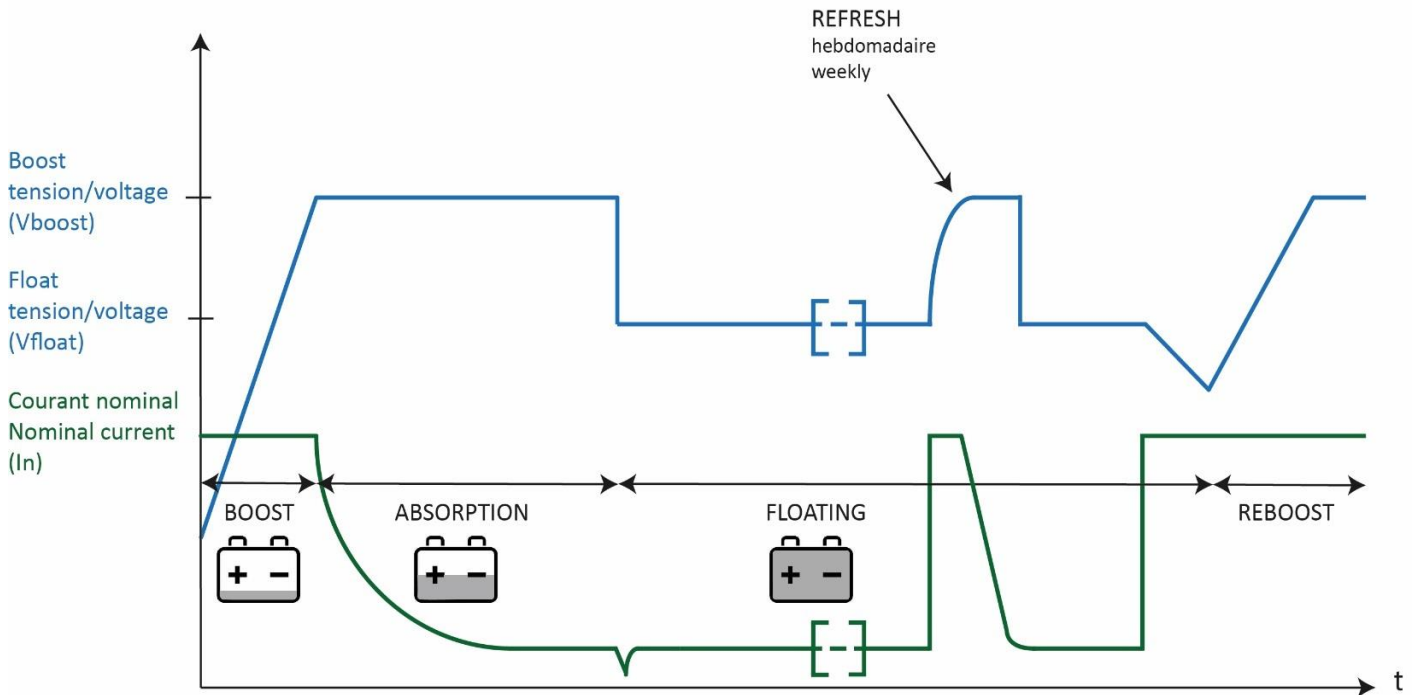 REFRESH
hebdomadaire
weekly
Boost
tension/voltage
(Vboost)
Float
tension/voltage
(Vfloat)
Courant nominal
Nominal current
(In)
BOOST
ABSORPTION
FLOATING
REBOOST
+ −
+ −
+ −
t